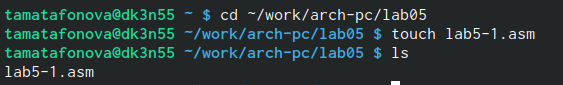 tamatafonova@dk3n55 ~ $ cd ~/work/arch-pc/lab05
tamatafonova@dk3n55 ~/work/arch-pc/lab05 $ touch lab5-1.asm
tamatafonova@dk3n55 ~/work/arch-pc/lab05 $ ls
lab5-1.asm